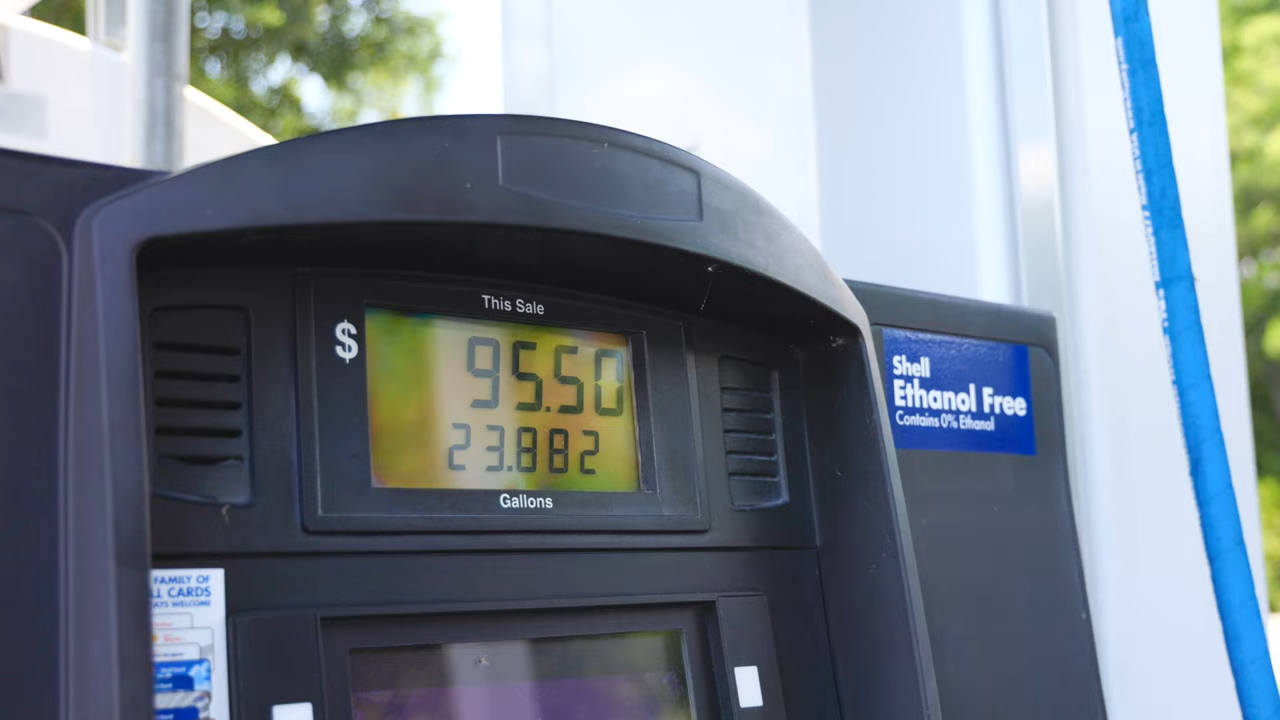 This Sale
$
95.50
23.882
Gallons
Shell
Ethanol Free
Contains 0% Ethanol
FAMILY OF
CARDS
WELCOME